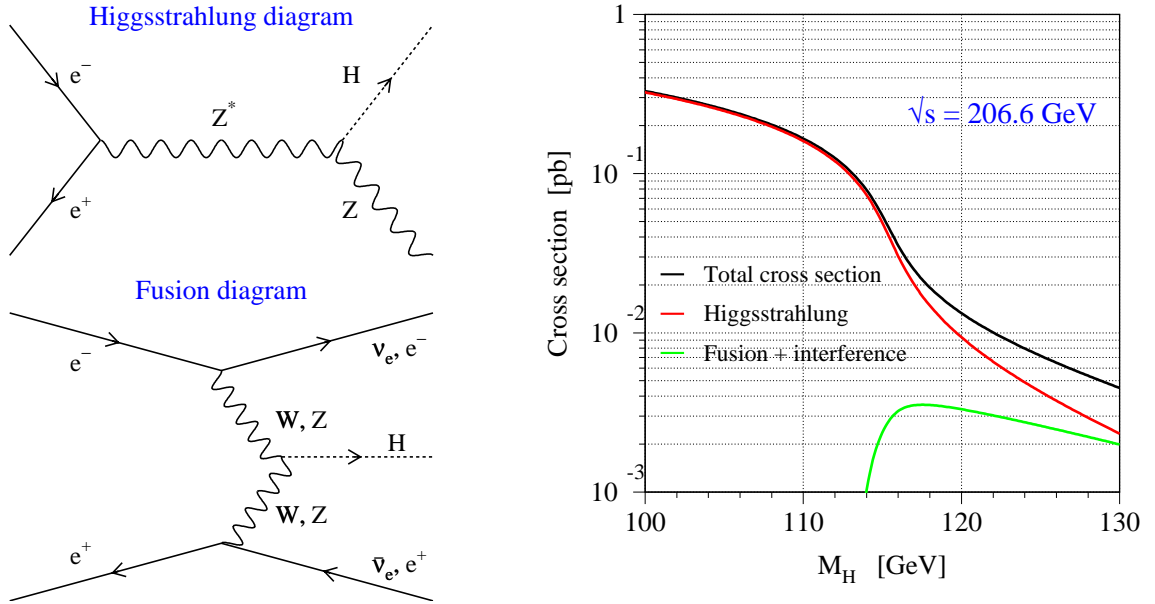 Higgsstrahlung diagram
e⁻
H
Z*
e⁺
Z
Fusion diagram
e⁻
νₑ, e⁻
W, Z
H
W, Z
e⁺
ν̄ₑ, e⁺
1
√s = 206.6 GeV
10⁻¹
Total cross section
Higgsstrahlung
10⁻²
Fusion + interference
10⁻³
Cross section [pb]
100
110
120
130
M_H [GeV]